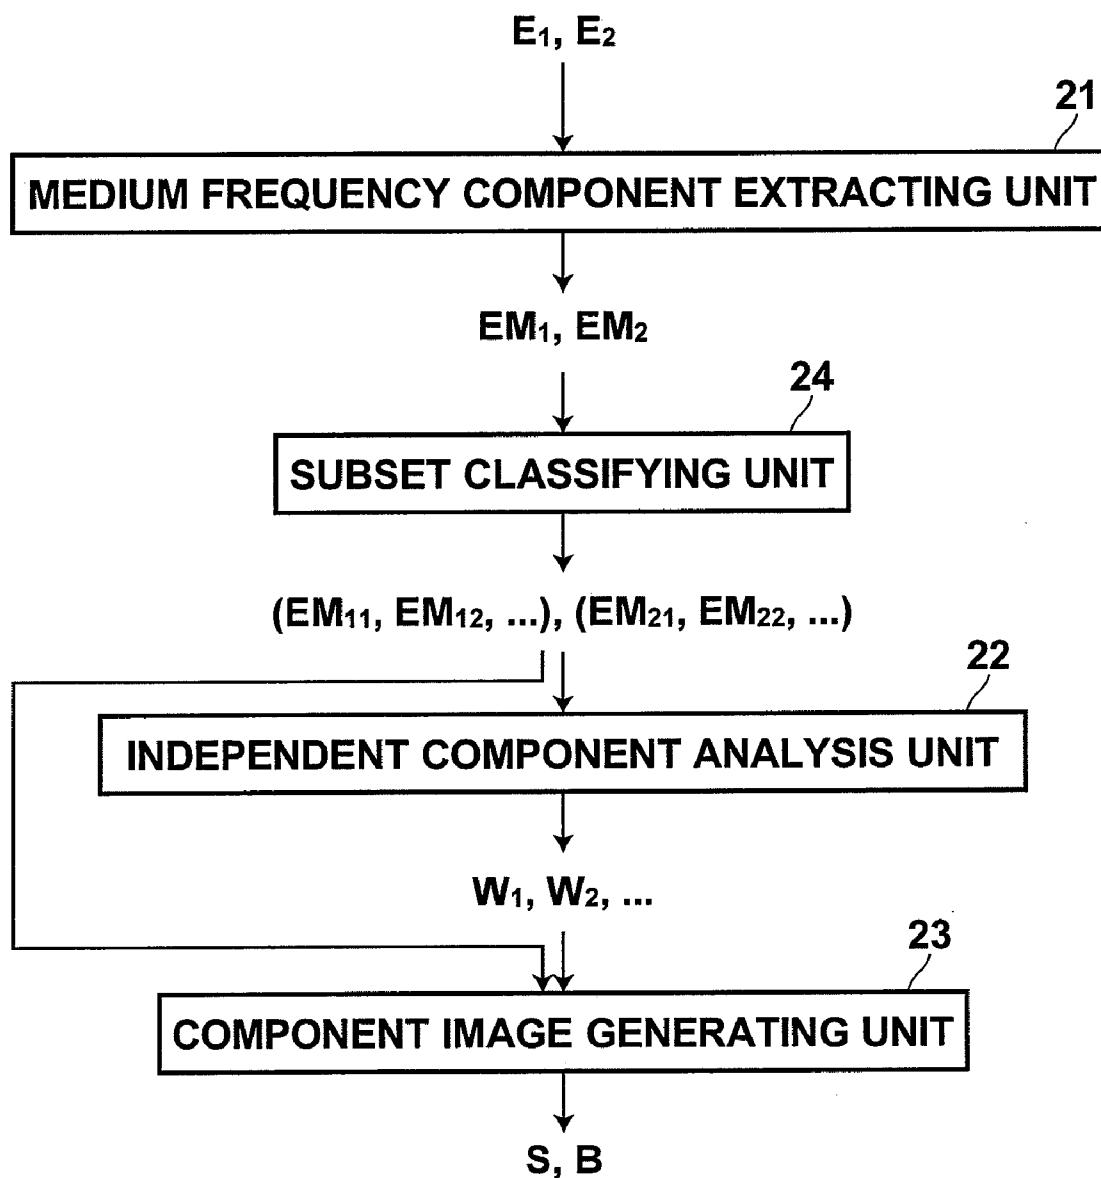 E₁, E₂
21
MEDIUM FREQUENCY COMPONENT EXTRACTING UNIT
EM₁, EM₂
24
SUBSET CLASSIFYING UNIT
(EM₁₁, EM₁₂, ...), (EM₂₁, EM₂₂, ...)
22
INDEPENDENT COMPONENT ANALYSIS UNIT
W₁, W₂, ...
23
COMPONENT IMAGE GENERATING UNIT
S, B